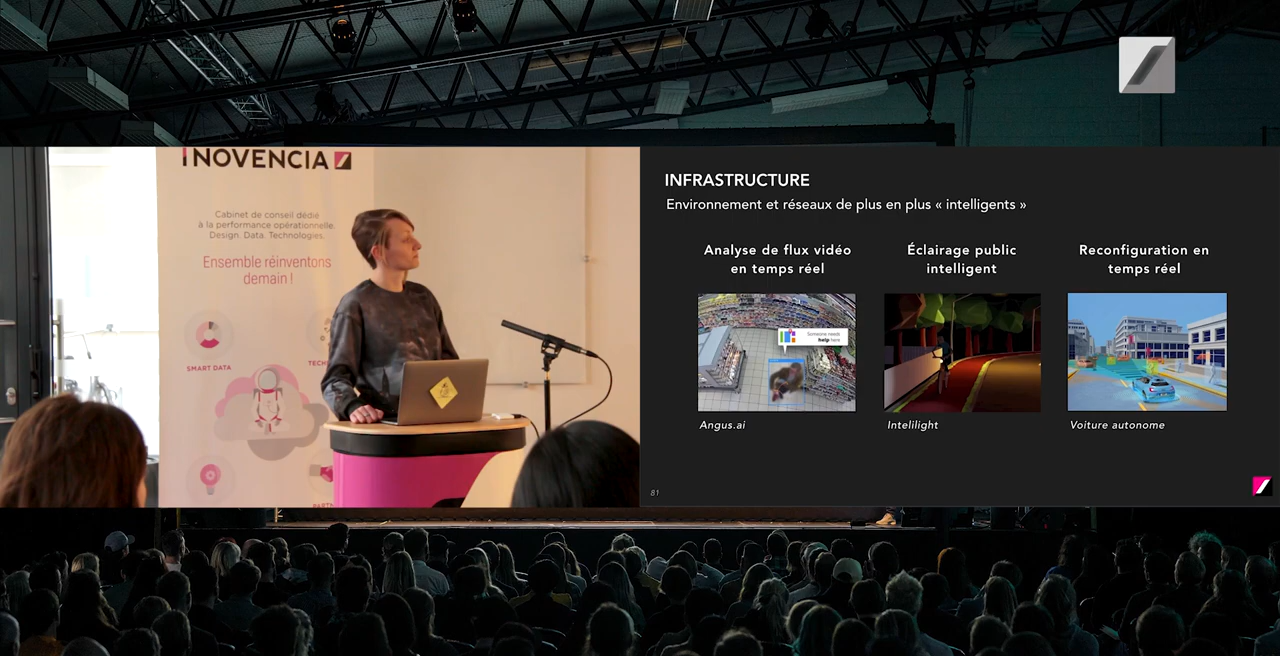 INOVENCIA
Cabinet de conseil dédié
à la performance opérationnelle.
Design. Data. Technologies.
Ensemble réinventons
demain !
SMART DATA
INFRASTRUCTURE
Environnement et réseaux de plus en plus « intelligents »
Analyse de flux vidéo
en temps réel
Éclairage public
intelligent
Reconfiguration en
temps réel
Someone needs
help here
Angus.ai
Intelilight
Voiture autonome
81